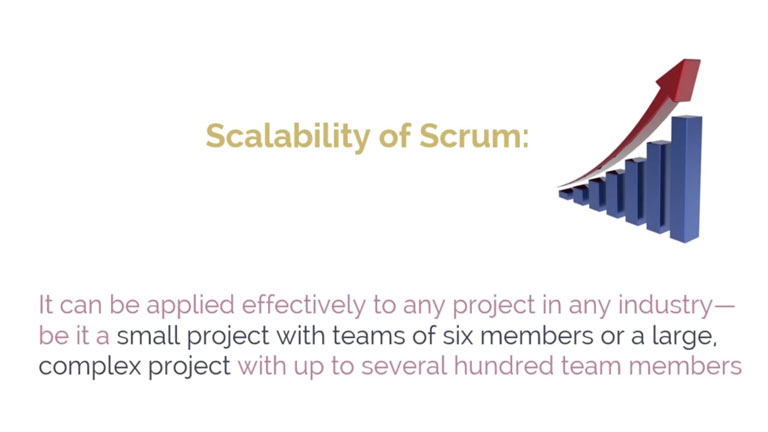 Scalability of Scrum:
It can be applied effectively to any project in any industry—
be it a small project with teams of six members or a large,
complex project with up to several hundred team members